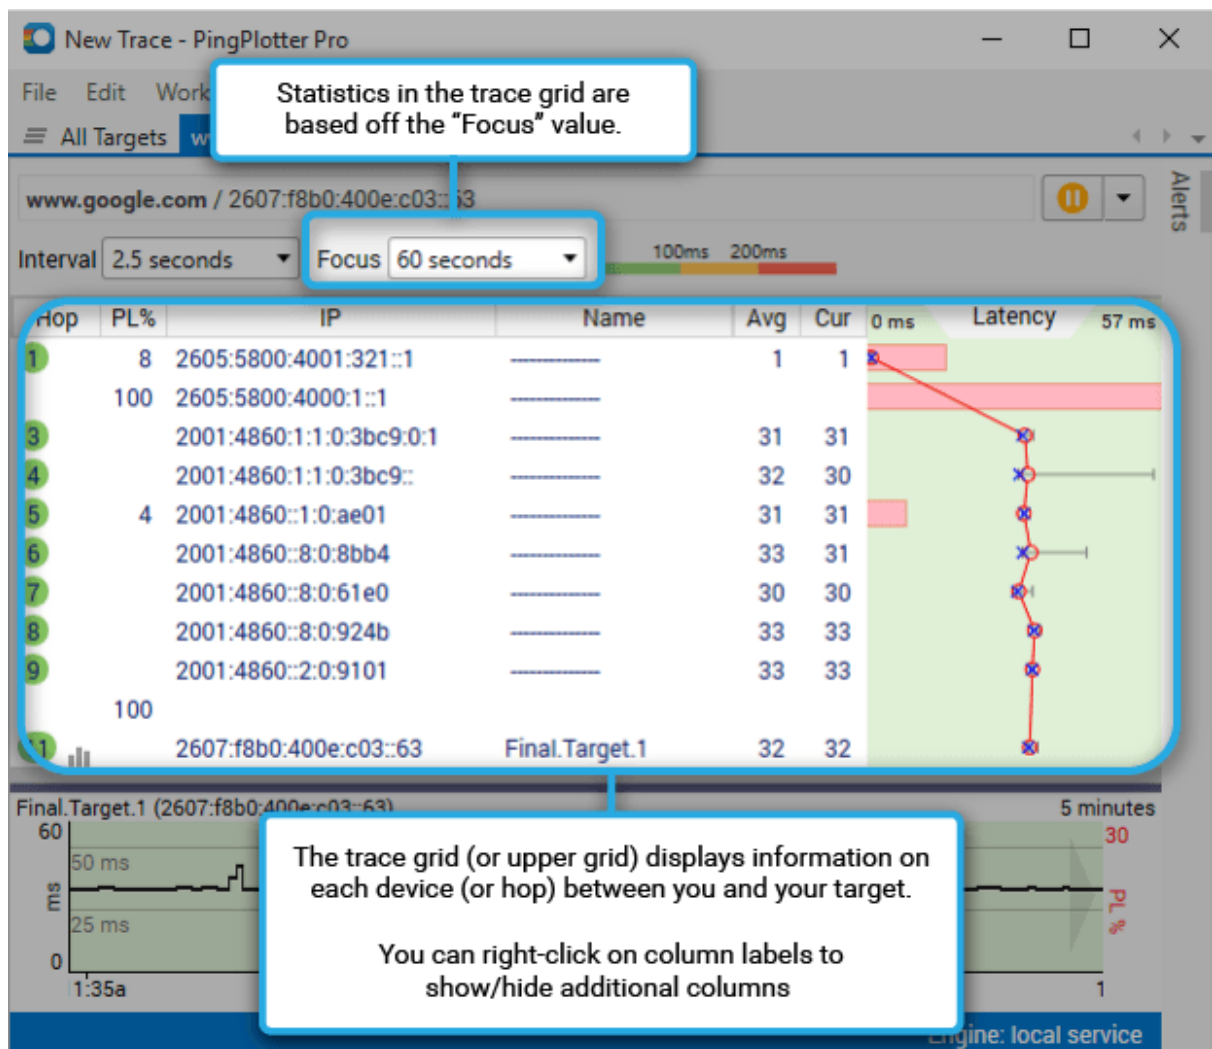 New Trace - PingPlotter Pro
File Edit Work
Statistics in the trace grid are
based off the “Focus” value.
All Targets
www.google.com / 2607:f8b0:400e:c03::63
Alerts
Interval 2.5 seconds Focus 60 seconds 100ms 200ms
Hop PL% IP Name Avg Cur 0 ms Latency 57 ms
1 8 2605:5800:4001:321::1 -------------- 1 1
100 2605:5800:4000:1::1 --------------
3 2001:4860:1:1:0:3bc9:0:1 -------------- 31 31
4 2001:4860:1:1:0:3bc9:: -------------- 32 30
5 4 2001:4860::1:0:ae01 -------------- 31 31
6 2001:4860::8:0:8bb4 -------------- 33 31
7 2001:4860::8:0:61e0 -------------- 30 30
8 2001:4860::8:0:924b -------------- 33 33
9 2001:4860::2:0:9101 -------------- 33 33
100
11 2607:f8b0:400e:c03::63 Final.Target.1 32 32
Final.Target.1 (2607:f8b0:400e:c03::63) 5 minutes
60 30
50 ms
ms PL %
25 ms
0
1:35a 1
The trace grid (or upper grid) displays information on
each device (or hop) between you and your target.
You can right-click on column labels to
show/hide additional columns
Engine: local service